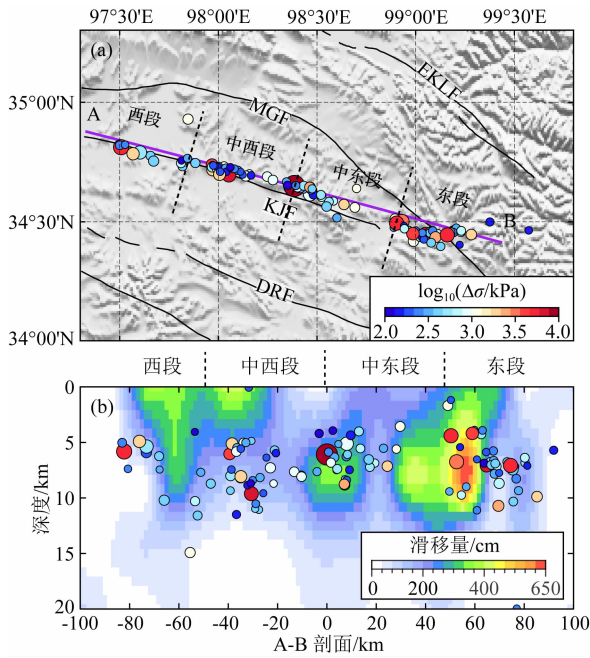 97°30'E 98°00'E 98°30'E 99°00'E 99°30'E
(a)
EKLF
35°00'N
A
西段
MGF
中西段
中东段
东段
34°30'N
B
KJF
DRF
log₁₀(Δσ/kPa)
2.0 2.5 3.0 3.5 4.0
34°00'N
西段 中西段 中东段 东段
0
(b)
5
10
15
20
深度/km
滑移量/cm
0 200 400 650
-100 -80 -60 -40 -20 0 20 40 60 80 100
A-B 剖面/km